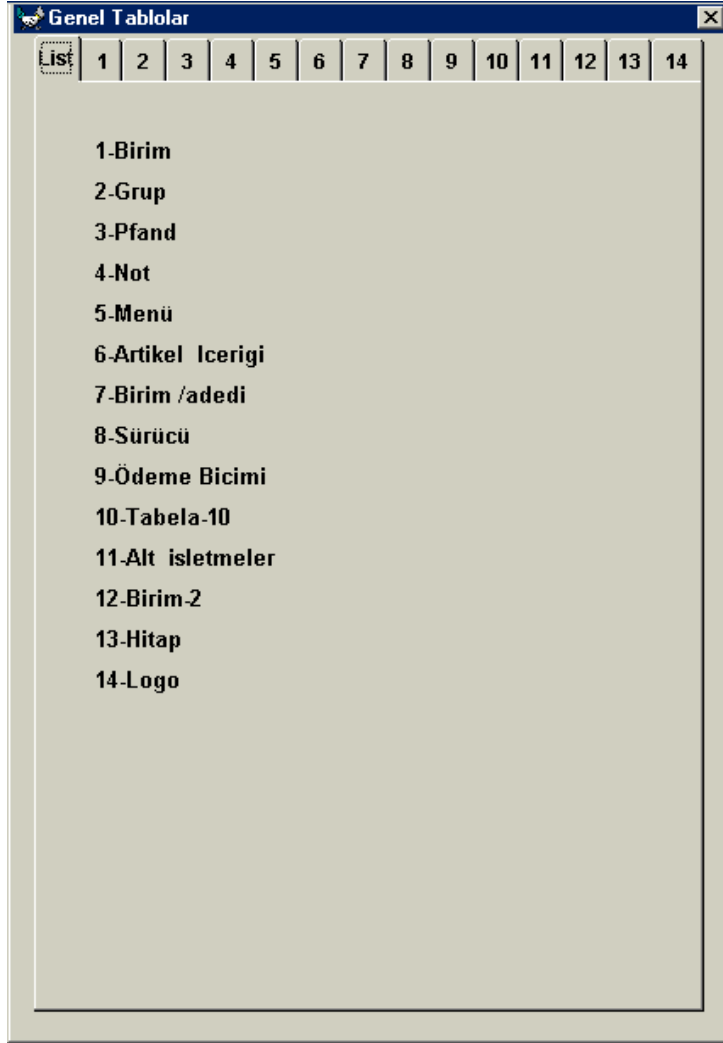 Genel Tablolar
List 1 2 3 4 5 6 7 8 9 10 11 12 13 14
1-Birim
2-Grup
3-Pfand
4-Not
5-Menü
6-Artikel Icerigi
7-Birim /adedi
8-Sürücü
9-Ödeme Bicimi
10-Tabela-10
11-Alt isletmeler
12-Birim-2
13-Hitap
14-Logo